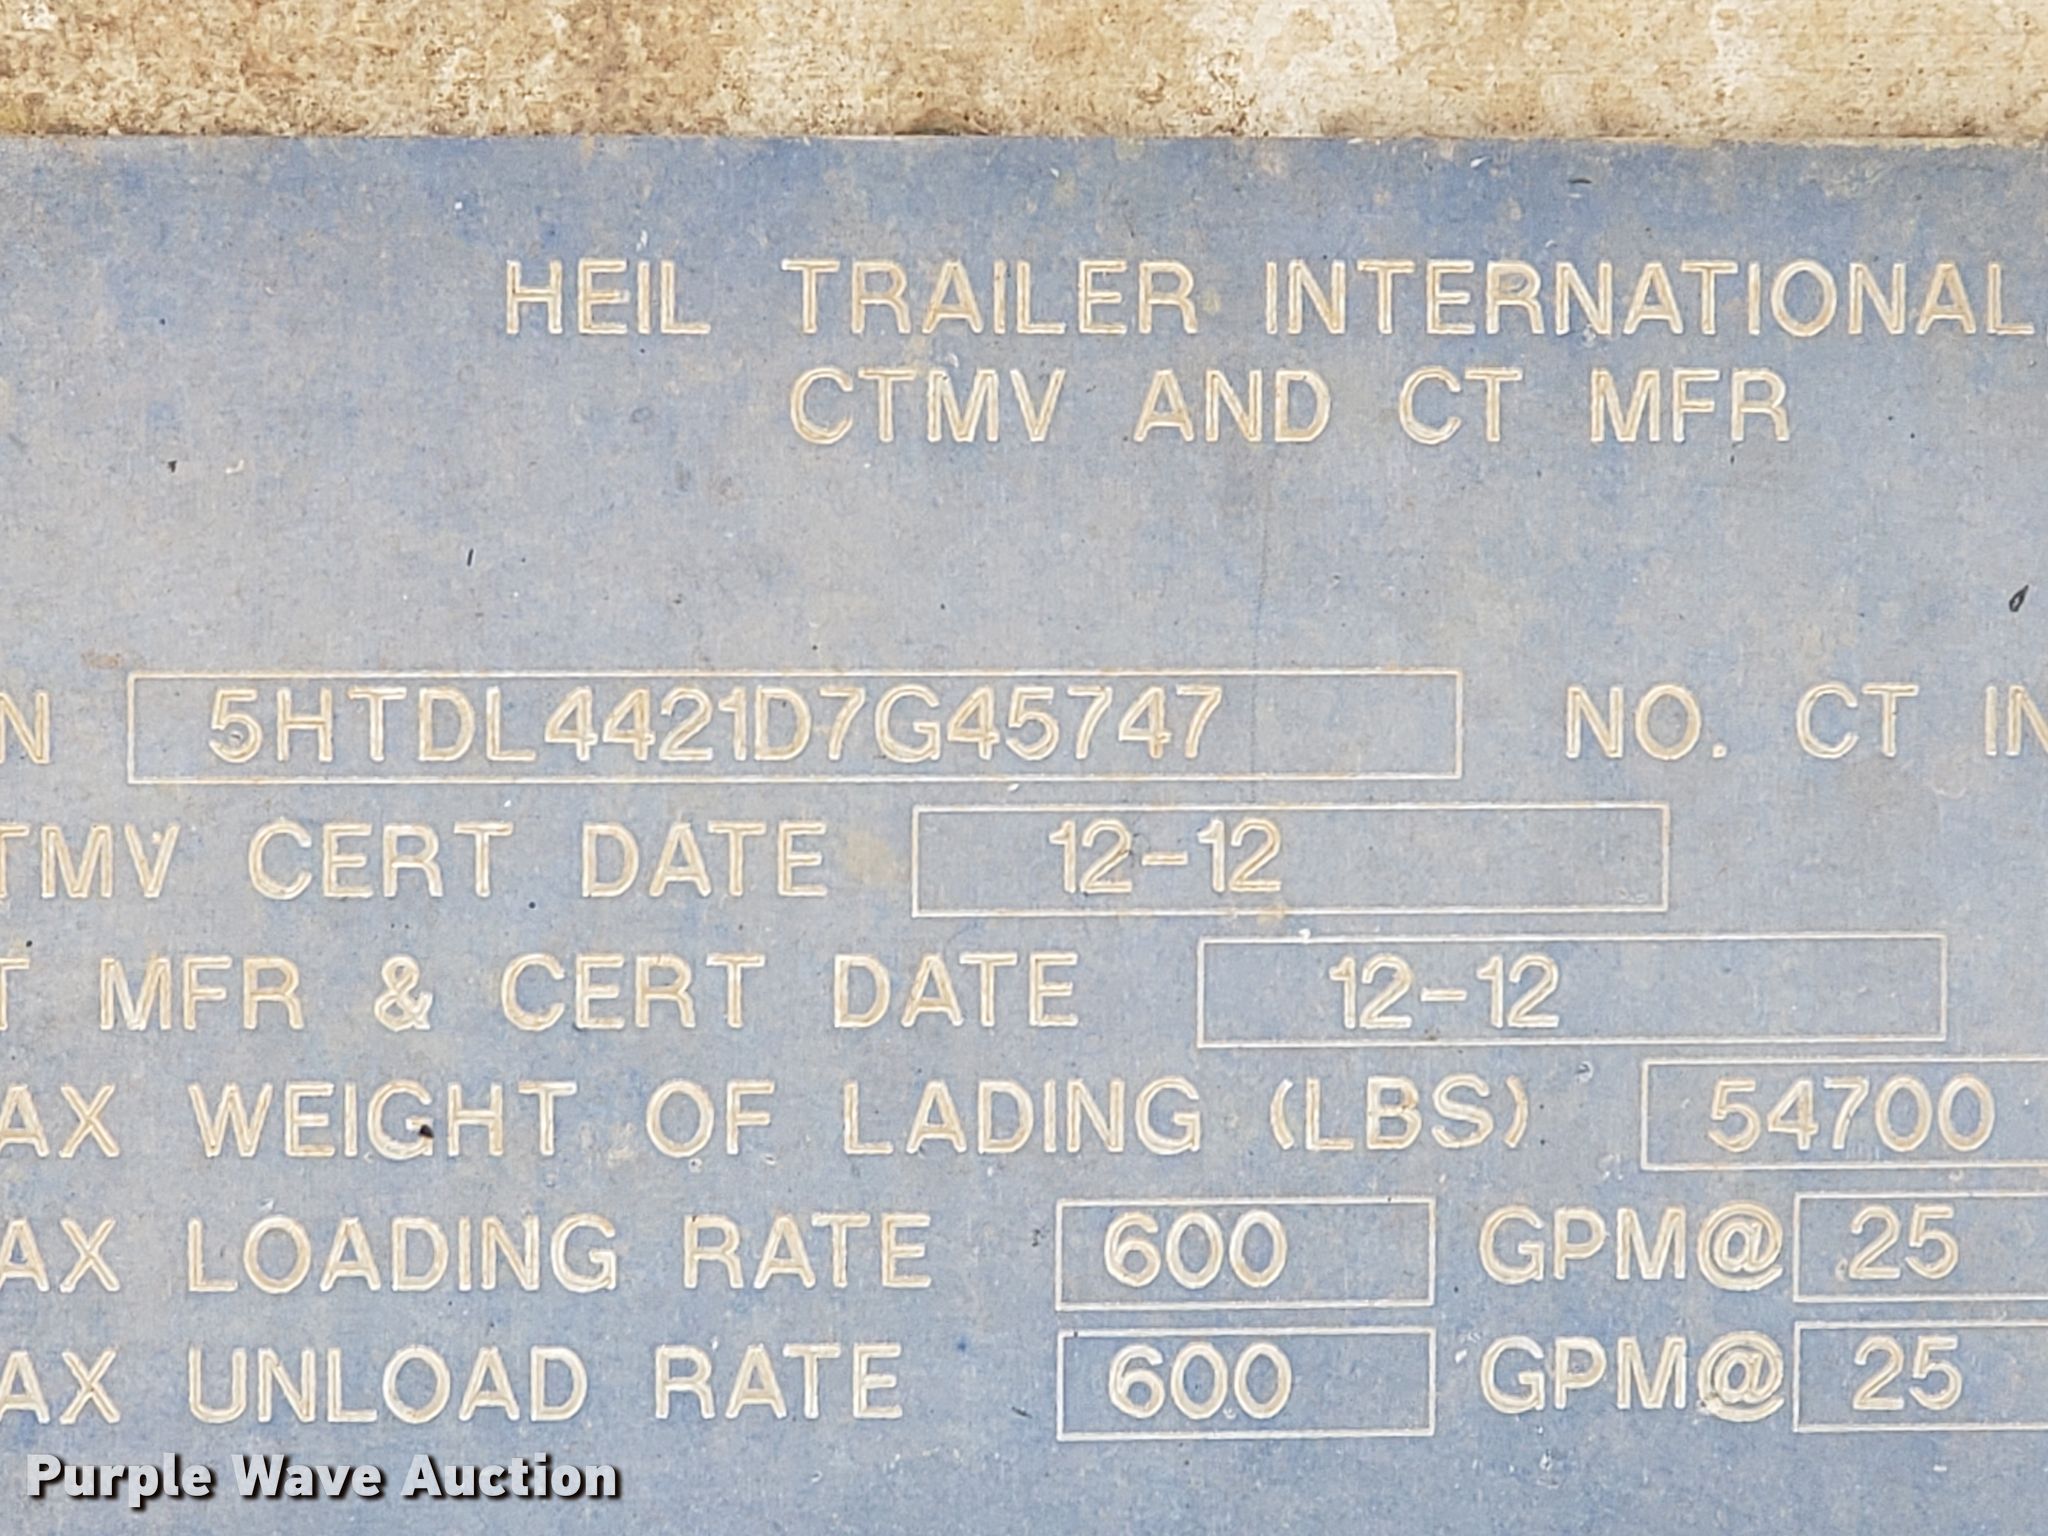 HEIL TRAILER INTERNATIONAL,
CTMV AND CT MFR
N 5HTDL4421D7G45747 NO. CT IN
TMV CERT DATE 12-12
T MFR & CERT DATE 12-12
AX WEIGHT OF LADING (LBS) 54700
AX LOADING RATE 600 GPM@ 25
AX UNLOAD RATE 600 GPM@ 25
Purple Wave Auction